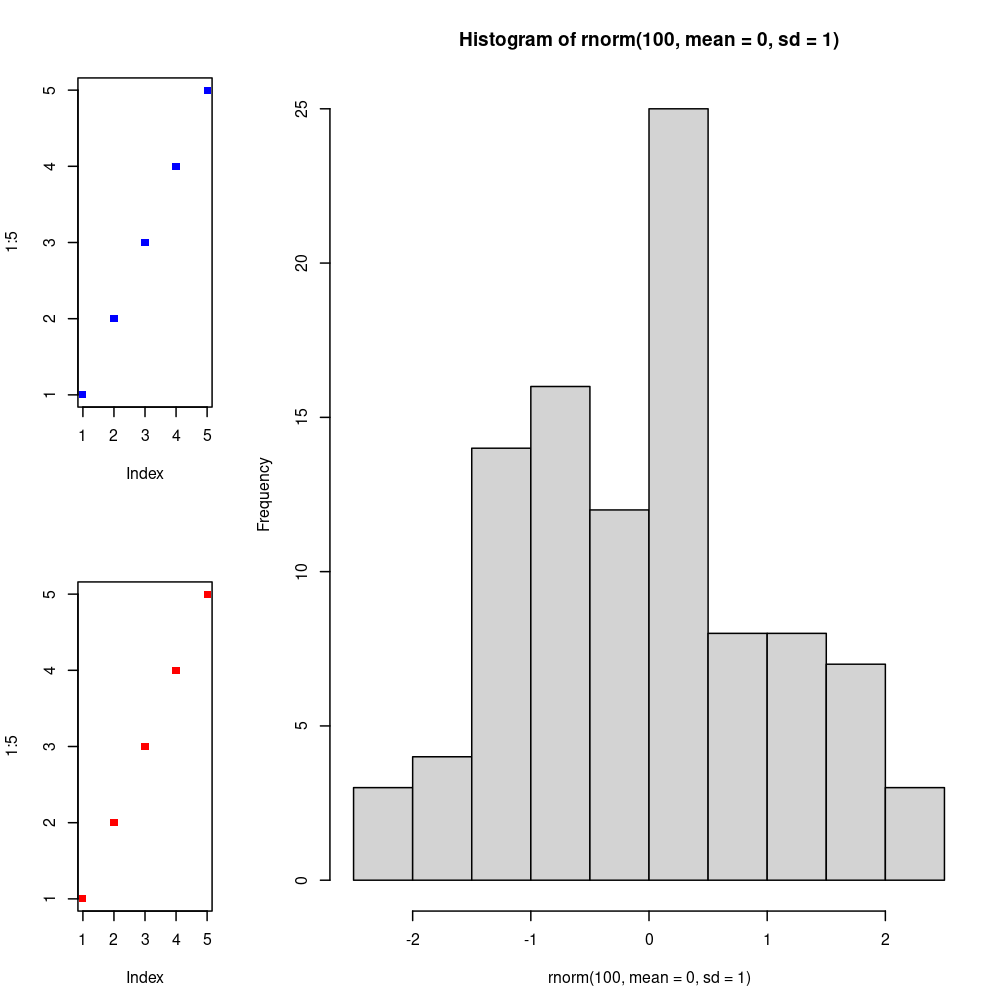 Histogram of rnorm(100, mean = 0, sd = 1)
5
4
3
2
1
1:5
1 2 3 4 5
Index
5
4
3
2
1
1:5
1 2 3 4 5
Index
25
20
15
10
5
0
Frequency
-2 -1 0 1 2
rnorm(100, mean = 0, sd = 1)